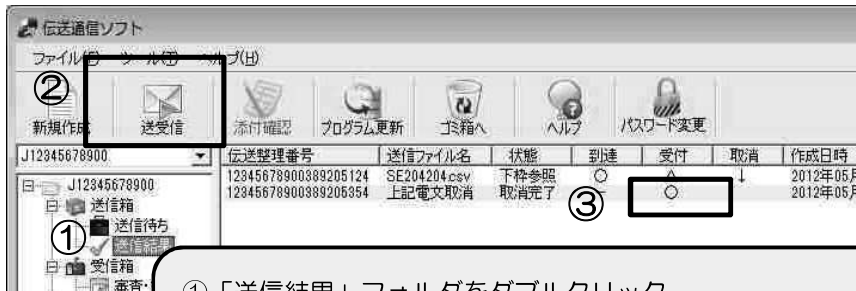 伝送通信ソフト
ファイル(F) ツール(T) ヘルプ(H)
②
新規作成 送受信 添付確認 プログラム更新 ゴミ箱へ ヘルプ パスワード変更
J12345678900 伝送整理番号 送信ファイル名 状態 到達 受付 取消 作成日時
12345678900389205124 SE204204.csv 下枠参照 ○ △ ↓ 2012年05月
12345678900389205354 上記電文取消 取消完了 ○ 2012年05月
③
J12345678900
送信箱
送信待ち
① 送信結果
受信箱
審査・
①「送信結果」フォルダをダブルクリック